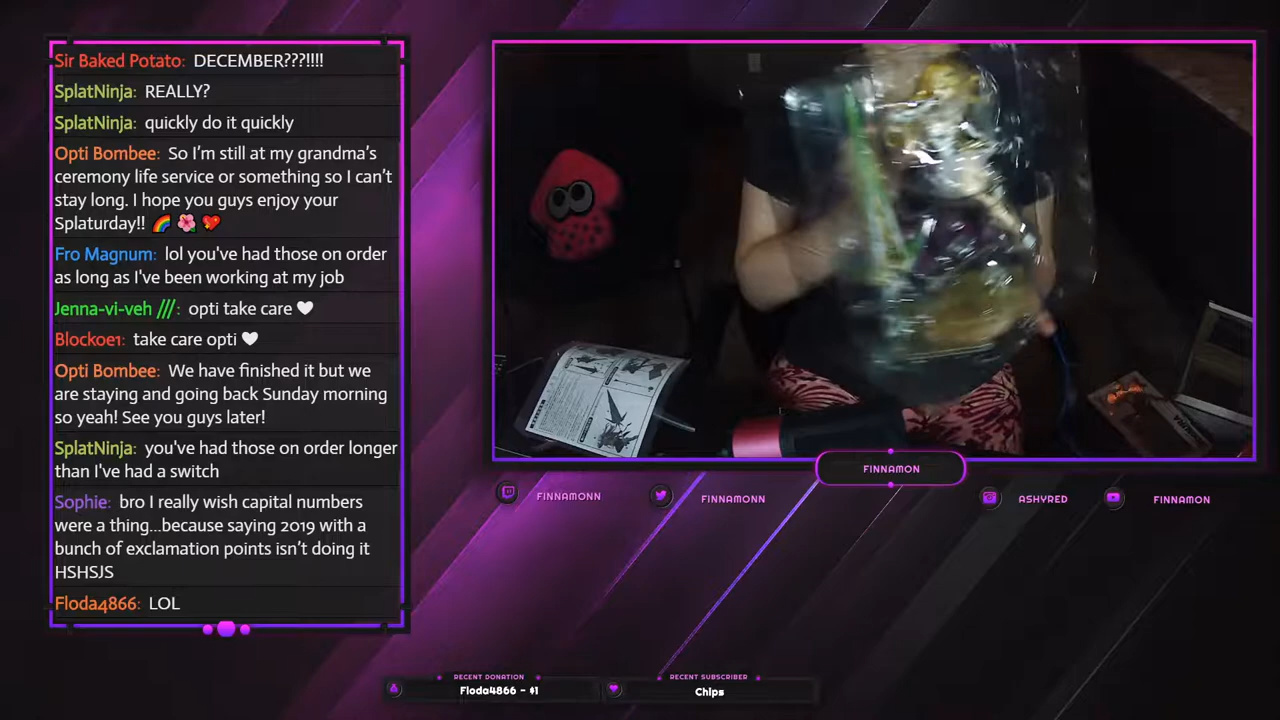 Sir Baked Potato: DECEMBER???!!!!
SplatNinja: REALLY?
SplatNinja: quickly do it quickly
Opti Bombee: So I'm still at my grandma's
ceremony life service or something so I can't
stay long. I hope you guys enjoy your
Splaturday!! 🌈 🌸 💖
Fro Magnum: lol you've had those on order
as long as I've been working at my job
Jenna-vi-veh ///: opti take care 🤍
Blockoe1: take care opti 🤍
Opti Bombee: We have finished it but we
are staying and going back Sunday morning
so yeah! See you guys later!
SplatNinja: you've had those on order longer
than I've had a switch
Sophie: bro I really wish capital numbers
were a thing...because saying 2019 with a
bunch of exclamation points isn't doing it
HSHSJS
Floda4866: LOL
FINNAMON
FINNAMONN
FINNAMONN
ASHYRED
FINNAMON
RECENT DONATION
Floda4866 - $1
RECENT SUBSCRIBER
Chips